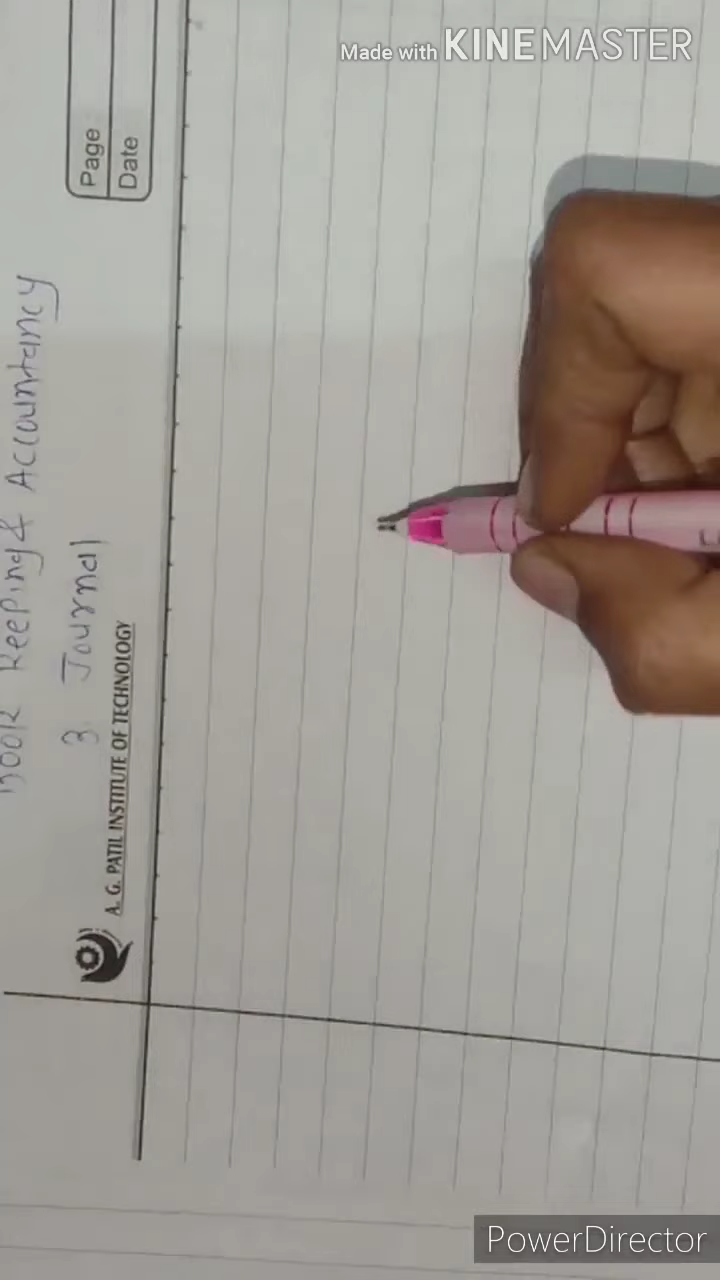 Made with KINEMASTER
Book Keeping & Accountancy
3. Journal
A. G. PATIL INSTITUTE OF TECHNOLOGY
Page
Date
PowerDirector